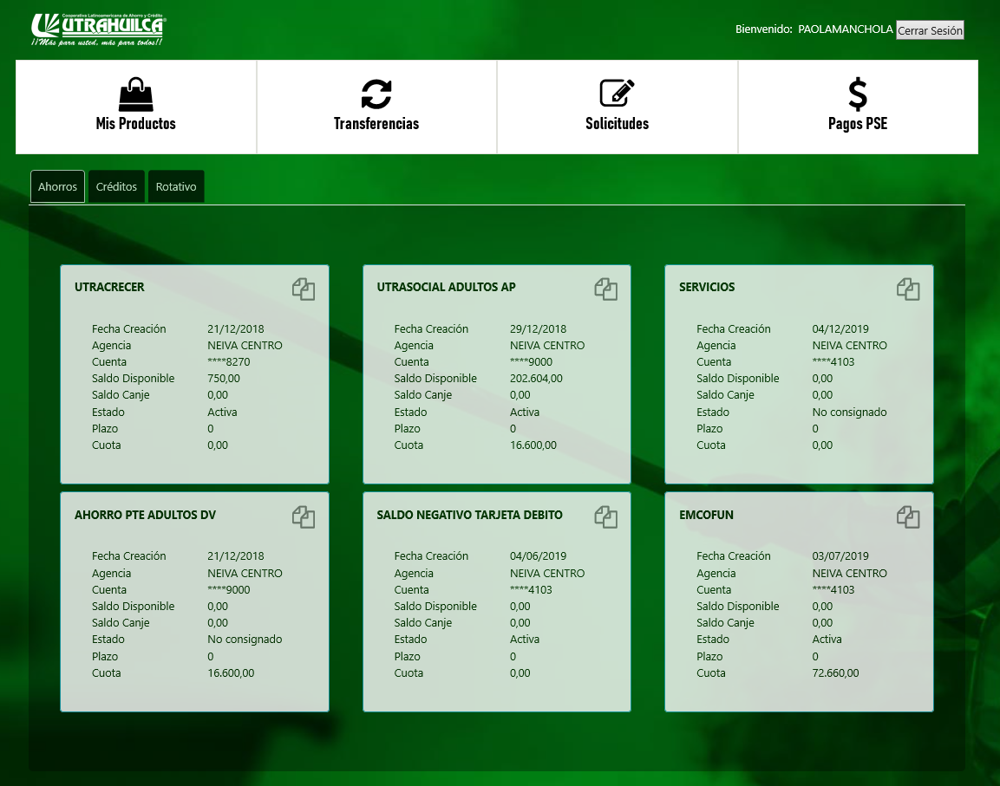 Cooperativa Latinoamericana de Ahorro y Crédito
UTRAHUILCA
¡¡Más para usted, más para todos!!
Bienvenido: PAOLAMANCHOLA Cerrar Sesión
Mis Productos Transferencias Solicitudes Pagos PSE
Ahorros Créditos Rotativo
UTRACRECER
Fecha Creación 21/12/2018
Agencia NEIVA CENTRO
Cuenta ****8270
Saldo Disponible 750,00
Saldo Canje 0,00
Estado Activa
Plazo 0
Cuota 0,00
UTRASOCIAL ADULTOS AP
Fecha Creación 29/12/2018
Agencia NEIVA CENTRO
Cuenta ****9000
Saldo Disponible 202.604,00
Saldo Canje 0,00
Estado Activa
Plazo 0
Cuota 16.600,00
SERVICIOS
Fecha Creación 04/12/2019
Agencia NEIVA CENTRO
Cuenta ****4103
Saldo Disponible 0,00
Saldo Canje 0,00
Estado No consignado
Plazo 0
Cuota 0,00
AHORRO PTE ADULTOS DV
Fecha Creación 21/12/2018
Agencia NEIVA CENTRO
Cuenta ****9000
Saldo Disponible 0,00
Saldo Canje 0,00
Estado No consignado
Plazo 0
Cuota 16.600,00
SALDO NEGATIVO TARJETA DEBITO
Fecha Creación 04/06/2019
Agencia NEIVA CENTRO
Cuenta ****4103
Saldo Disponible 0,00
Saldo Canje 0,00
Estado Activa
Plazo 0
Cuota 0,00
EMCOFUN
Fecha Creación 03/07/2019
Agencia NEIVA CENTRO
Cuenta ****4103
Saldo Disponible 0,00
Saldo Canje 0,00
Estado Activa
Plazo 0
Cuota 72.660,00